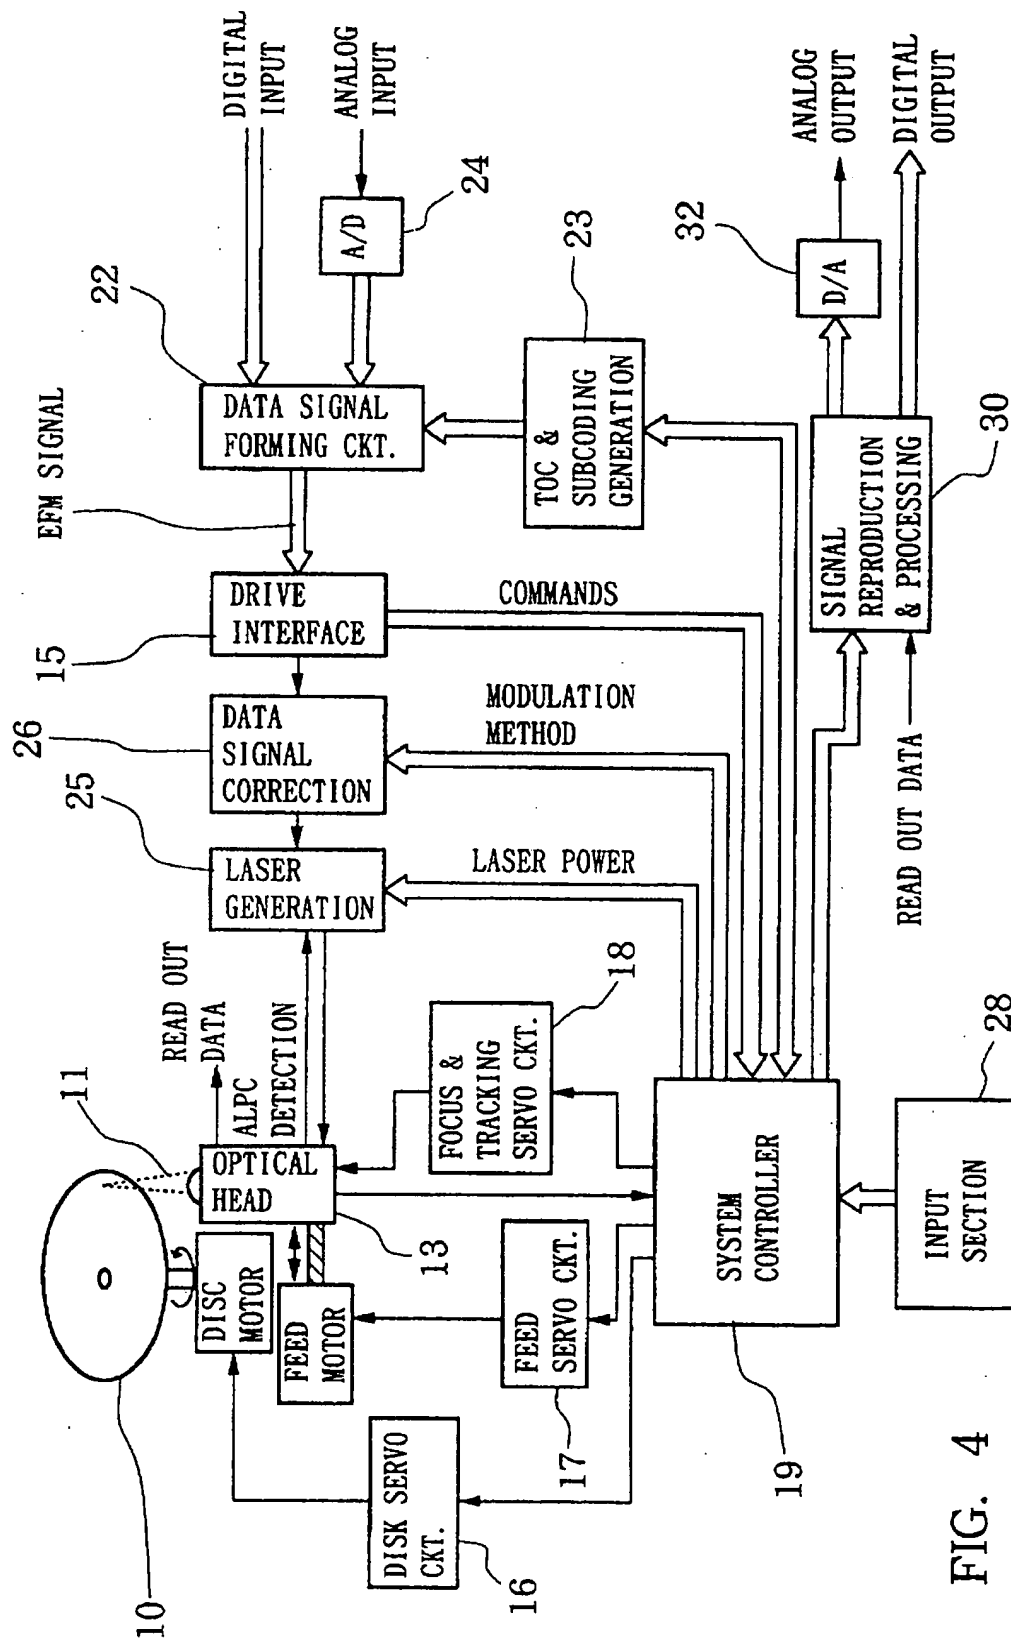 10
11
DISC
MOTOR
OPTICAL
HEAD
FEED
MOTOR
13
READ OUT
DATA
ALPC
DETECTION
25
LASER
GENERATION
26
DATA
SIGNAL
CORRECTION
15
DRIVE
INTERFACE
EFM SIGNAL
22
DATA SIGNAL
FORMING CKT.
DIGITAL
INPUT
ANALOG
INPUT
A/D
24
DISK SERVO
CKT.
16
FEED
SERVO CKT.
17
FOCUS &
TRACKING
SERVO CKT.
18
LASER POWER
MODULATION
METHOD
COMMANDS
TOC &
SUBCODING
GENERATION
23
SYSTEM
CONTROLLER
19
INPUT
SECTION
28
READ OUT DATA
SIGNAL
REPRODUCTION
& PROCESSING
30
D/A
32
ANALOG
OUTPUT
DIGITAL
OUTPUT
FIG. 4